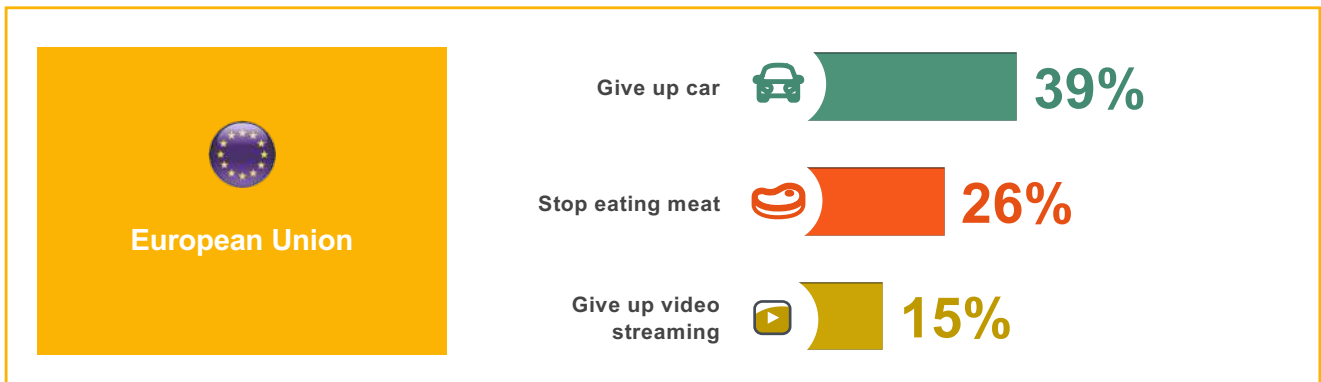 European Union
Give up car
39%
Stop eating meat
26%
Give up video
streaming
15%